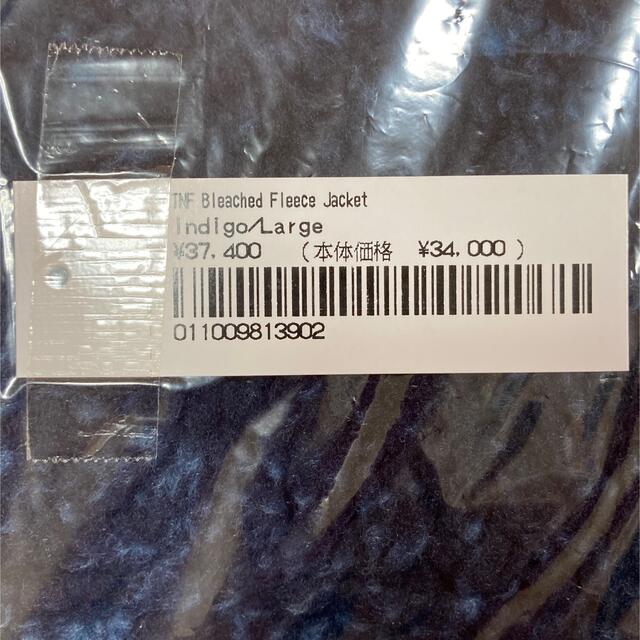 TNF Bleached Fleece Jacket
Indigo/Large
¥37,400 (本体価格 ¥34,000)
011009813902